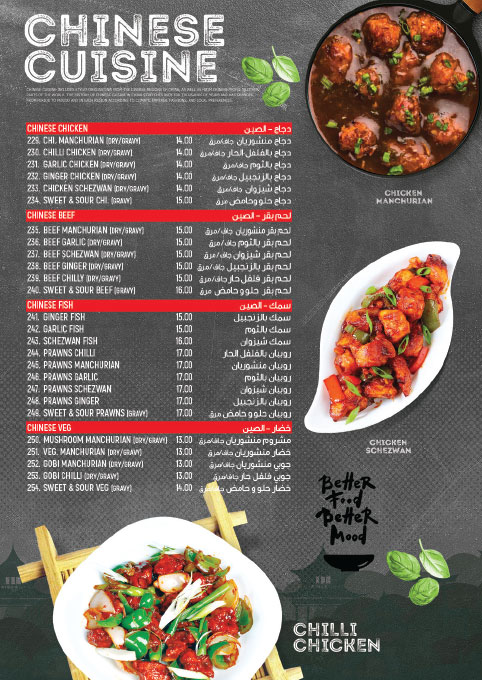 CHINESE
CUISINE
CHINESE CHICKEN دجاج - الصين
229. CHI. MANCHURIAN (DRY/GRAVY) 14.00 دجاج منشوريان جاف/مرق
230. CHILLI CHICKEN (DRY/GRAVY) 14.00 دجاج بالفلفل الحار جاف/مرق
231. GARLIC CHICKEN (DRY/GRAVY) 14.00 دجاج بالثوم جاف/مرق
232. GINGER CHICKEN (DRY/GRAVY) 14.00 دجاج بالزنجبيل جاف/مرق
233. CHICKEN SCHEZWAN (DRY/GRAVY) 14.00 دجاج شيزوان جاف/مرق
234. SWEET & SOUR CHI. (GRAVY) 14.00 دجاج حلو وحامض مرق
CHINESE BEEF لحم بقر - الصين
235. BEEF MANCHURIAN (DRY/GRAVY) 15.00 لحم بقر منشوريان جاف/مرق
236. BEEF GARLIC (DRY/GRAVY) 15.00 لحم بقر بالثوم جاف/مرق
237. BEEF SCHEZWAN (DRY/GRAVY) 15.00 لحم بقر شيزوان جاف/مرق
238. BEEF GINGER (DRY/GRAVY) 15.00 لحم بقر بالزنجبيل جاف/مرق
239. BEEF CHILLY (DRY/GRAVY) 15.00 لحم بقر فلفل حار جاف/مرق
240. SWEET & SOUR BEEF (GRAVY) 16.00 لحم بقر حلو و حامض مرق
CHINESE FISH سمك - الصين
241. GINGER FISH 15.00 سمك بالزنجبيل
242. GARLIC FISH 15.00 سمك بالثوم
243. SCHEZWAN FISH 16.00 سمك شيزوان
244. PRAWNS CHILLI 17.00 روبيان بالفلفل الحار
245. PRAWNS MANCHURIAN 17.00 روبيان منشوريان
246. PRAWNS GARLIC 17.00 روبيان بالثوم
247. PRAWNS SCHEZWAN 17.00 روبيان شيزوان
248. PRAWNS GINGER 17.00 روبيان بالزنجبيل
249. SWEET & SOUR PRAWNS (GRAVY) 17.00 روبيان حلو و حامض مرق
CHINESE VEG خضار - الصين
250. MUSHROOM MANCHURIAN (DRY/GRAVY) 13.00 مشروم منشوريان جاف/مرق
251. VEG. MANCHURIAN (DRY/GRAVY) 13.00 خضار منشوريان جاف/مرق
252. GOBI MANCHURIAN (DRY/GRAVY) 13.00 جوبي منشوريان جاف/مرق
253. GOBI CHILLI (DRY/GRAVY) 13.00 جوبي فلفل حار جاف/مرق
254. SWEET & SOUR VEG (GRAVY) 14.00 خضار حلو و حامض جاف/مرق
CHICKEN
MANCHURIAN
CHICKEN
SCHEZWAN
BetteR
Food
BetteR
Mood
CHILLI
CHICKEN